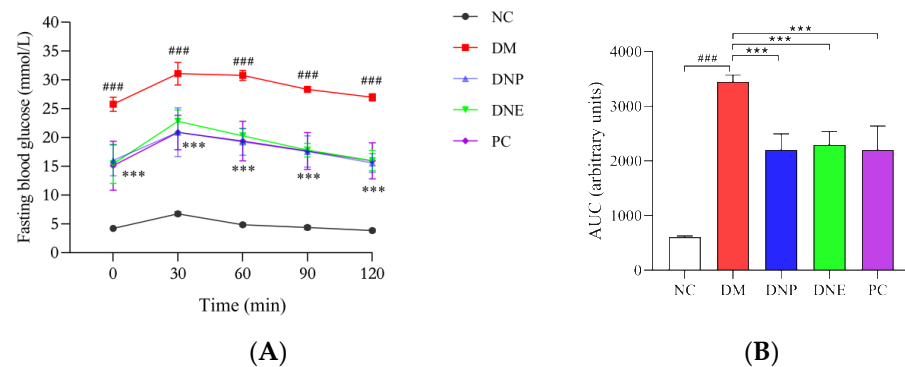 Fasting blood glucose (mmol/L)
40
35
30
25
20
15
10
5
0
### ### ### ### ###
*** *** *** *** ***
0 30 60 90 120
Time (min)
NC
DM
DNP
DNE
PC
(A)
AUC (arbitrary units)
4000
3000
2000
1000
0
***
***
***
###
NC DM DNP DNE PC
(B)